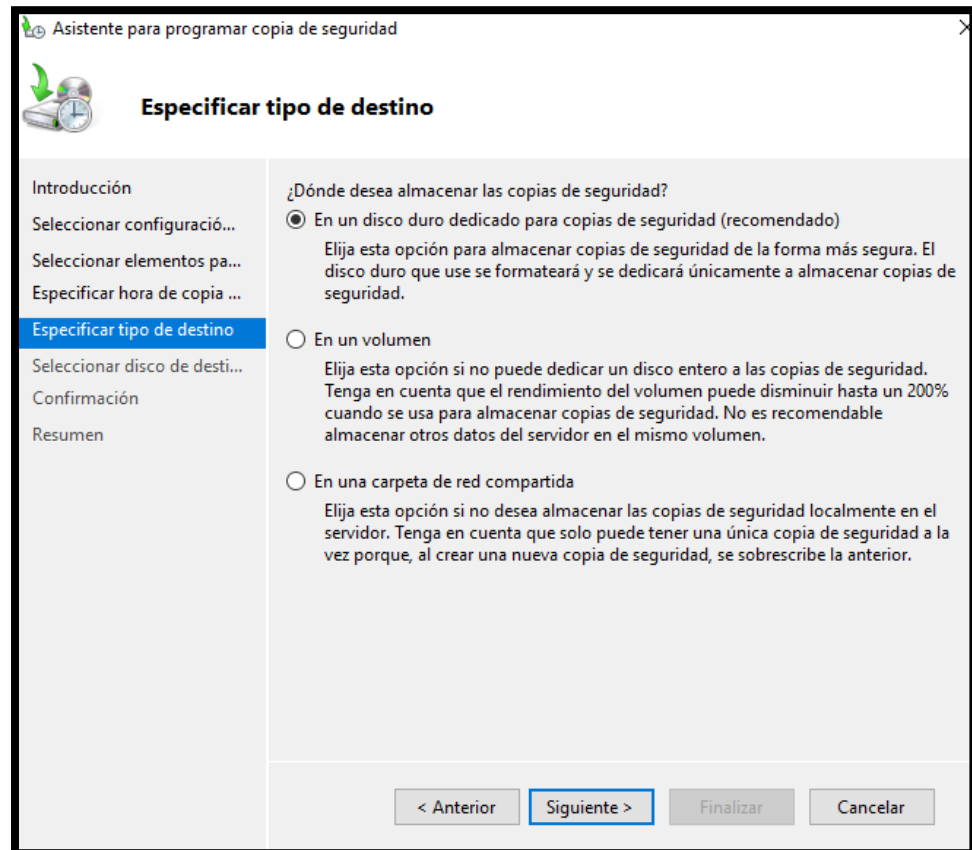 Asistente para programar copia de seguridad
Especificar tipo de destino
Introducción
Seleccionar configuració...
Seleccionar elementos pa...
Especificar hora de copia ...
Especificar tipo de destino
Seleccionar disco de desti...
Confirmación
Resumen
¿Dónde desea almacenar las copias de seguridad?
En un disco duro dedicado para copias de seguridad (recomendado)
Elija esta opción para almacenar copias de seguridad de la forma más segura. El
disco duro que use se formateará y se dedicará únicamente a almacenar copias de
seguridad.
En un volumen
Elija esta opción si no puede dedicar un disco entero a las copias de seguridad.
Tenga en cuenta que el rendimiento del volumen puede disminuir hasta un 200%
cuando se usa para almacenar copias de seguridad. No es recomendable
almacenar otros datos del servidor en el mismo volumen.
En una carpeta de red compartida
Elija esta opción si no desea almacenar las copias de seguridad localmente en el
servidor. Tenga en cuenta que solo puede tener una única copia de seguridad a la
vez porque, al crear una nueva copia de seguridad, se sobrescribe la anterior.
< Anterior
Siguiente >
Finalizar
Cancelar